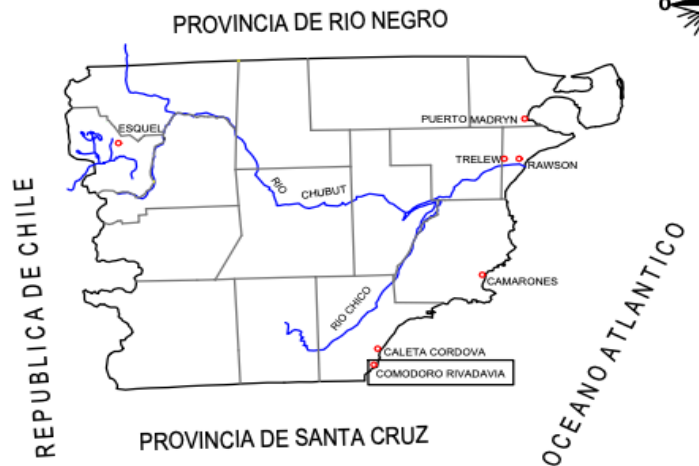 O
PROVINCIA DE RIO NEGRO
PUERTO MADRYN
ESQUEL
TRELEW
RAWSON
RIO
CHUBUT
REPUBLICA DE CHILE
CAMARONES
RIO CHICO
CALETA CORDOVA
COMODORO RIVADAVIA
OCEANO ATLANTICO
PROVINCIA DE SANTA CRUZ